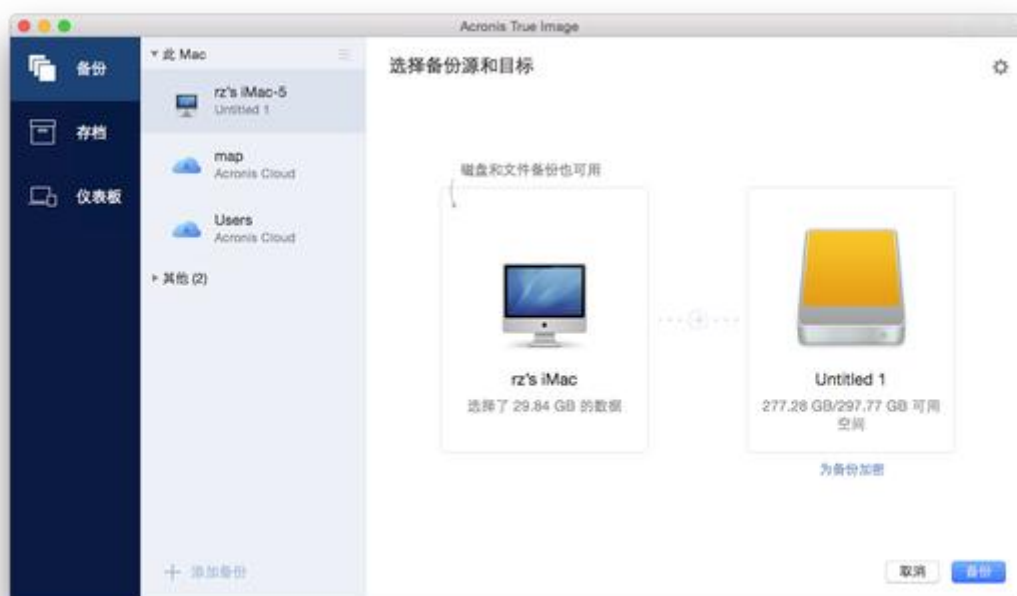 Acronis True Image
备份
存档
仪表板
此 Mac
rz's iMac-5
Untitled 1
map
Acronis Cloud
Users
Acronis Cloud
其他 (2)
添加备份
选择备份源和目标
磁盘和文件备份也可用
rz's iMac
选择了 29.84 GB 的数据
Untitled 1
277.28 GB/297.77 GB 可用
空间
为备份加密
取消
备份